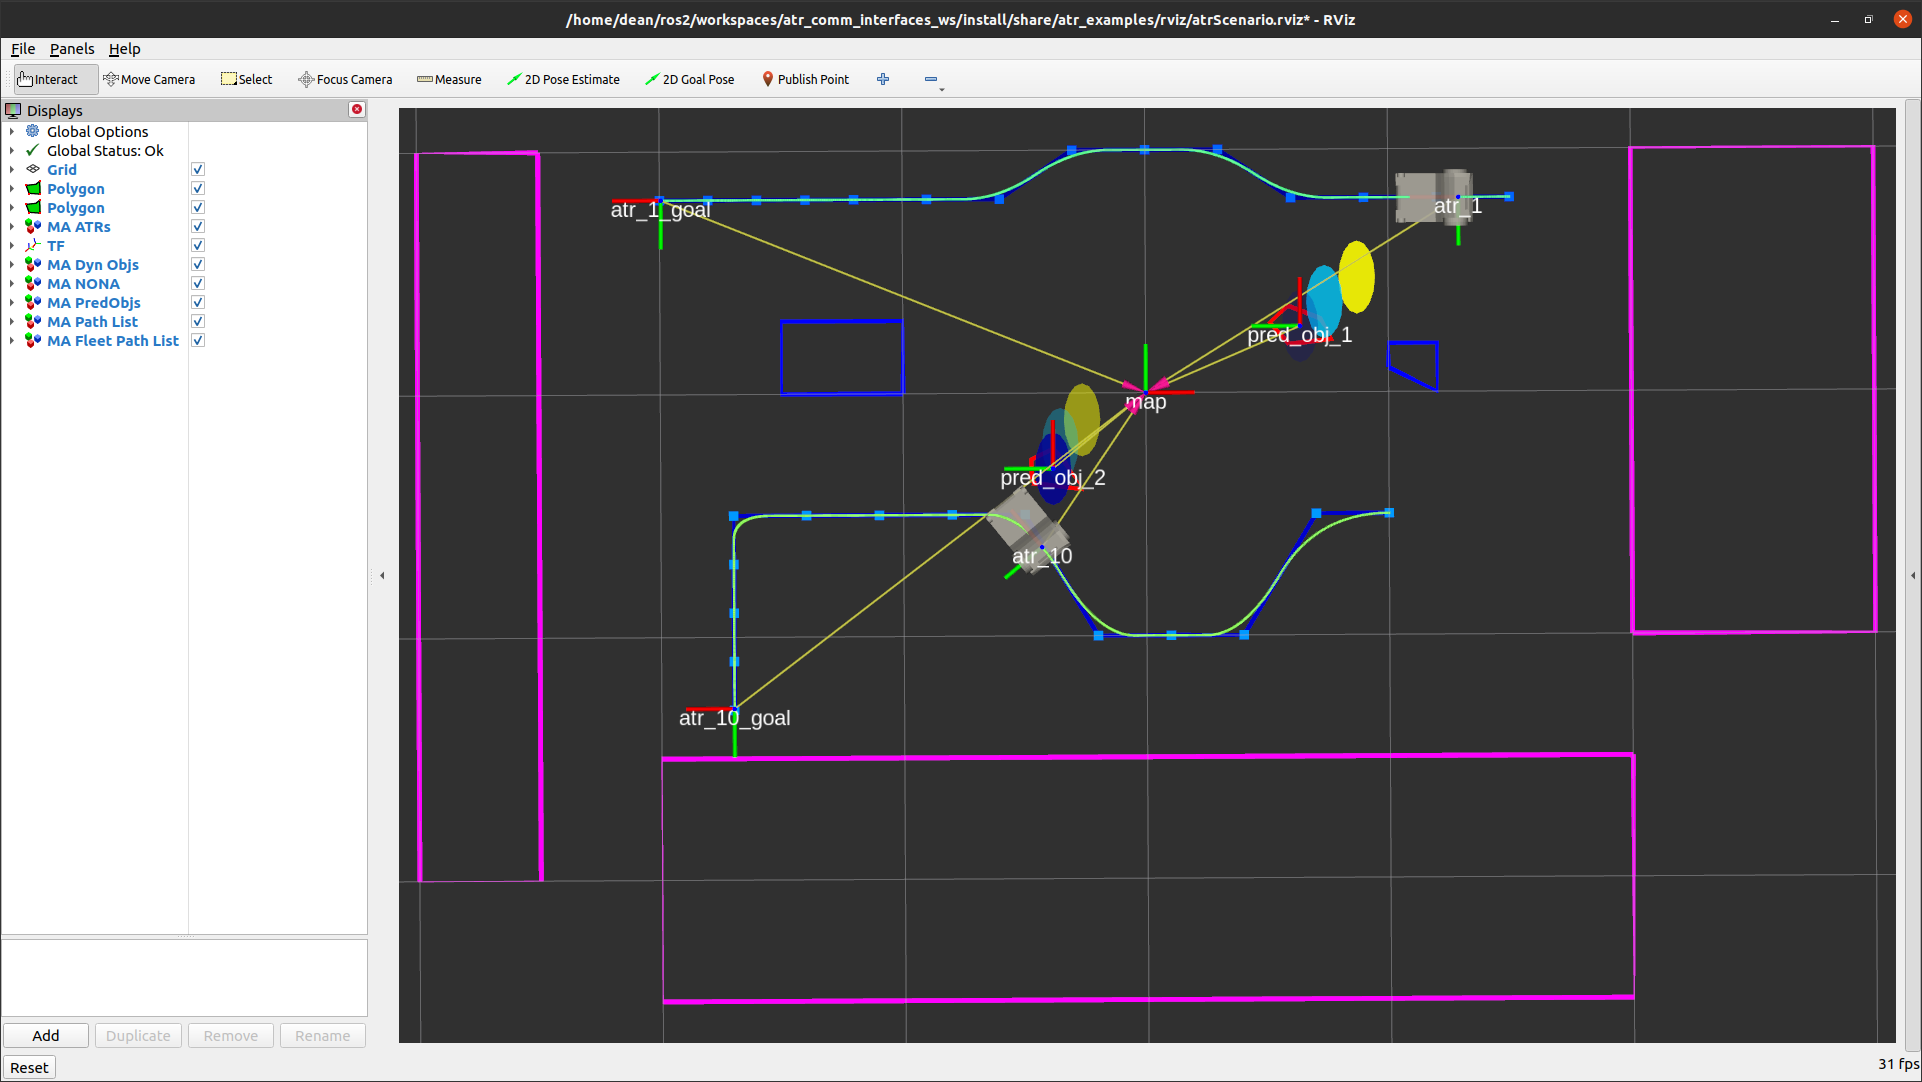 /home/dean/ros2/workspaces/atr_comm_interfaces_ws/install/share/atr_examples/rviz/atrScenario.rviz* - RViz
File Panels Help
Interact Move Camera Select Focus Camera Measure 2D Pose Estimate 2D Goal Pose Publish Point
Displays
Global Options
Global Status: Ok
Grid
Polygon
Polygon
MA ATRs
TF
MA Dyn Objs
MA NONA
MA PredObjs
MA Path List
MA Fleet Path List
atr_1_goal
atr_1
pred_obj_1
map
pred_obj_2
atr_10
atr_10_goal
Add Duplicate Remove Rename
Reset
31 fps